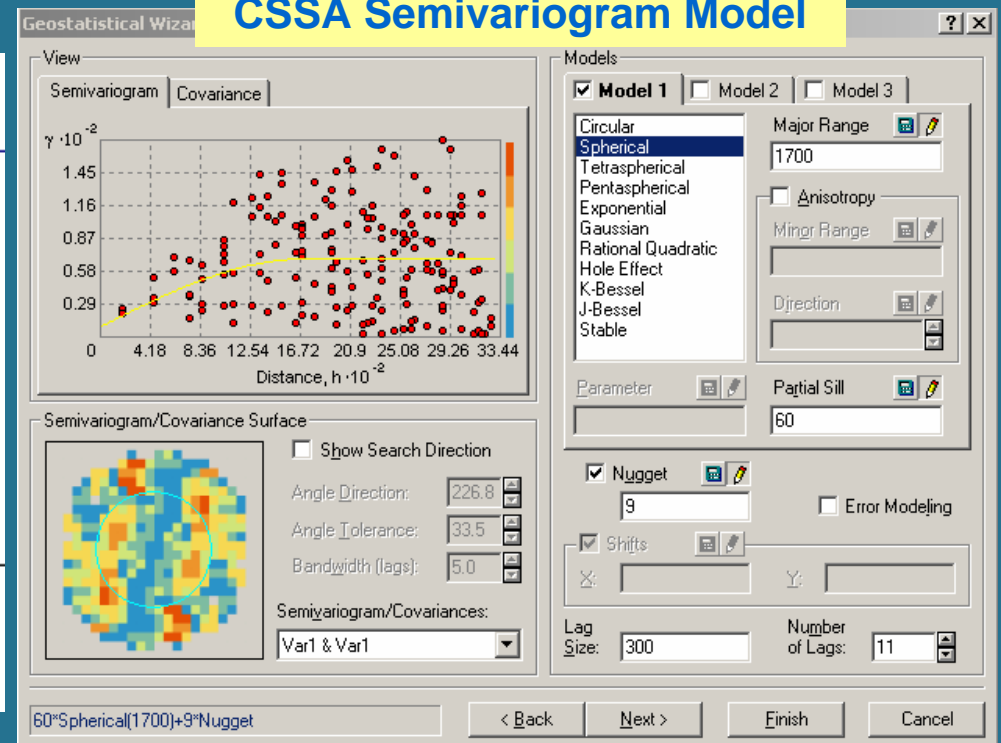 CSSA Semivariogram Model
Geostatistical Wizar
View
Semivariogram
Covariance
γ ·10 -2
1.45
1.16
0.87
0.58
0.29
0 4.18 8.36 12.54 16.72 20.9 25.08 29.26 33.44
Distance, h ·10 -2
Semivariogram/Covariance Surface
Show Search Direction
Angle Direction: 226.8
Angle Tolerance: 33.5
Bandwidth (lags): 5.0
Semivariogram/Covariances:
Var1 & Var1
Models
Model 1
Model 2
Model 3
Circular
Spherical
Tetraspherical
Pentaspherical
Exponential
Gaussian
Rational Quadratic
Hole Effect
K-Bessel
J-Bessel
Stable
Major Range
1700
Anisotropy
Minor Range
Direction
Parameter
Partial Sill
60
Nugget
9
Error Modeling
Shifts
X:
Y:
Lag
Size: 300
Number
of Lags: 11
60*Spherical(1700)+9*Nugget
< Back
Next >
Finish
Cancel